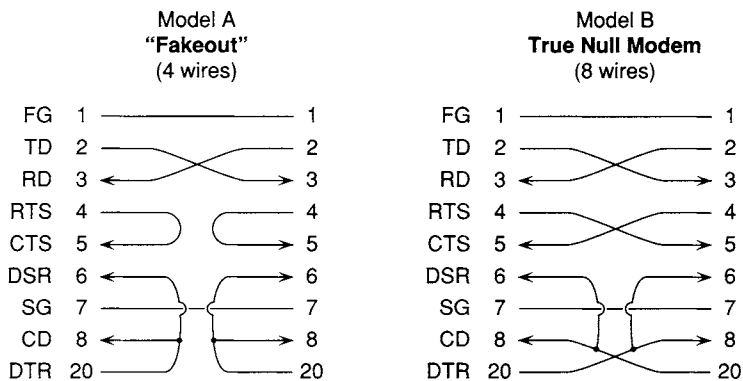 Model A
"Fakeout"
(4 wires)
FG 1 1
TD 2 2
RD 3 3
RTS 4 4
CTS 5 5
DSR 6 6
SG 7 7
CD 8 8
DTR 20 20
Model B
True Null Modem
(8 wires)
FG 1 1
TD 2 2
RD 3 3
RTS 4 4
CTS 5 5
DSR 6 6
SG 7 7
CD 8 8
DTR 20 20